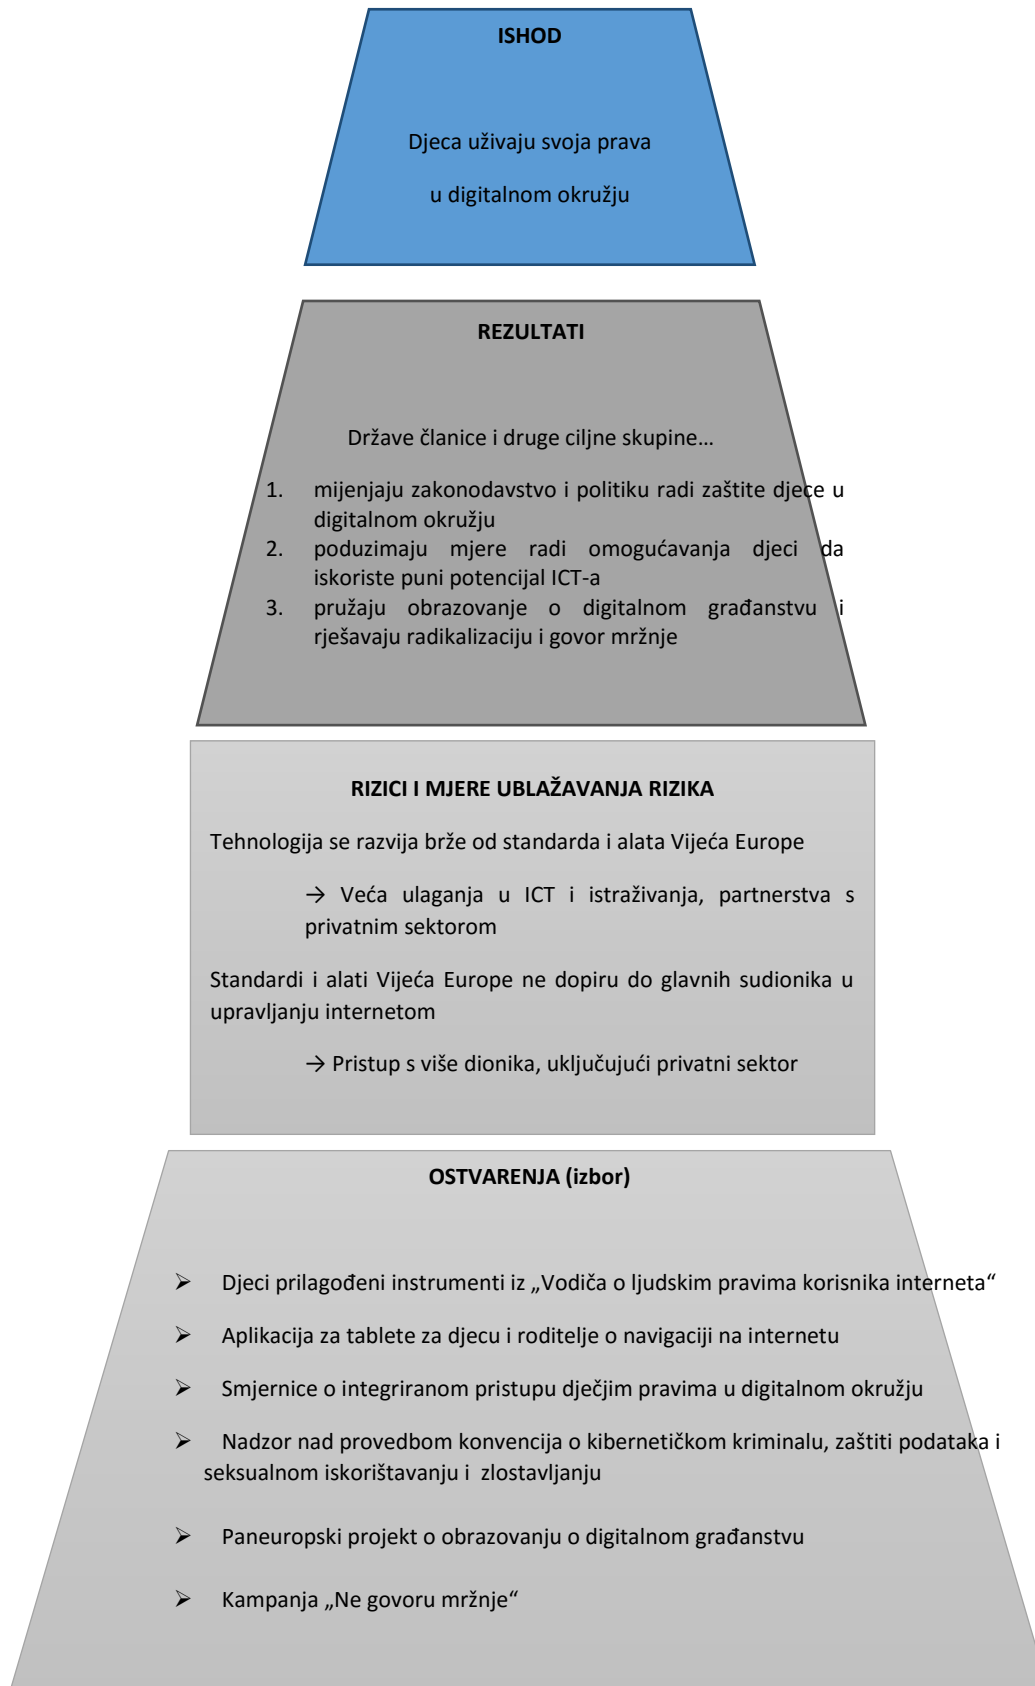 ISHOD
Djeca uživaju svoja prava
u digitalnom okružju
REZULTATI
Države članice i druge ciljne skupine…
1. mijenjaju zakonodavstvo i politiku radi zaštite djece u
digitalnom okružju
2. poduzimaju mjere radi omogućavanja djeci da
iskoriste puni potencijal ICT-a
3. pružaju obrazovanje o digitalnom građanstvu i
rješavaju radikalizaciju i govor mržnje
RIZICI I MJERE UBLAŽAVANJA RIZIKA
Tehnologija se razvija brže od standarda i alata Vijeća Europe
→ Veća ulaganja u ICT i istraživanja, partnerstva s
privatnim sektorom
Standardi i alati Vijeća Europe ne dopiru do glavnih sudionika u
upravljanju internetom
→ Pristup s više dionika, uključujući privatni sektor
OSTVARENJA (izbor)
➢ Djeci prilagođeni instrumenti iz „Vodiča o ljudskim pravima korisnika interneta“
➢ Aplikacija za tablete za djecu i roditelje o navigaciji na internetu
➢ Smjernice o integriranom pristupu dječjim pravima u digitalnom okružju
➢ Nadzor nad provedbom konvencija o kibernetičkom kriminalu, zaštiti podataka i
seksualnom iskorištavanju i zlostavljanju
➢ Paneuropski projekt o obrazovanju o digitalnom građanstvu
➢ Kampanja „Ne govoru mržnje“